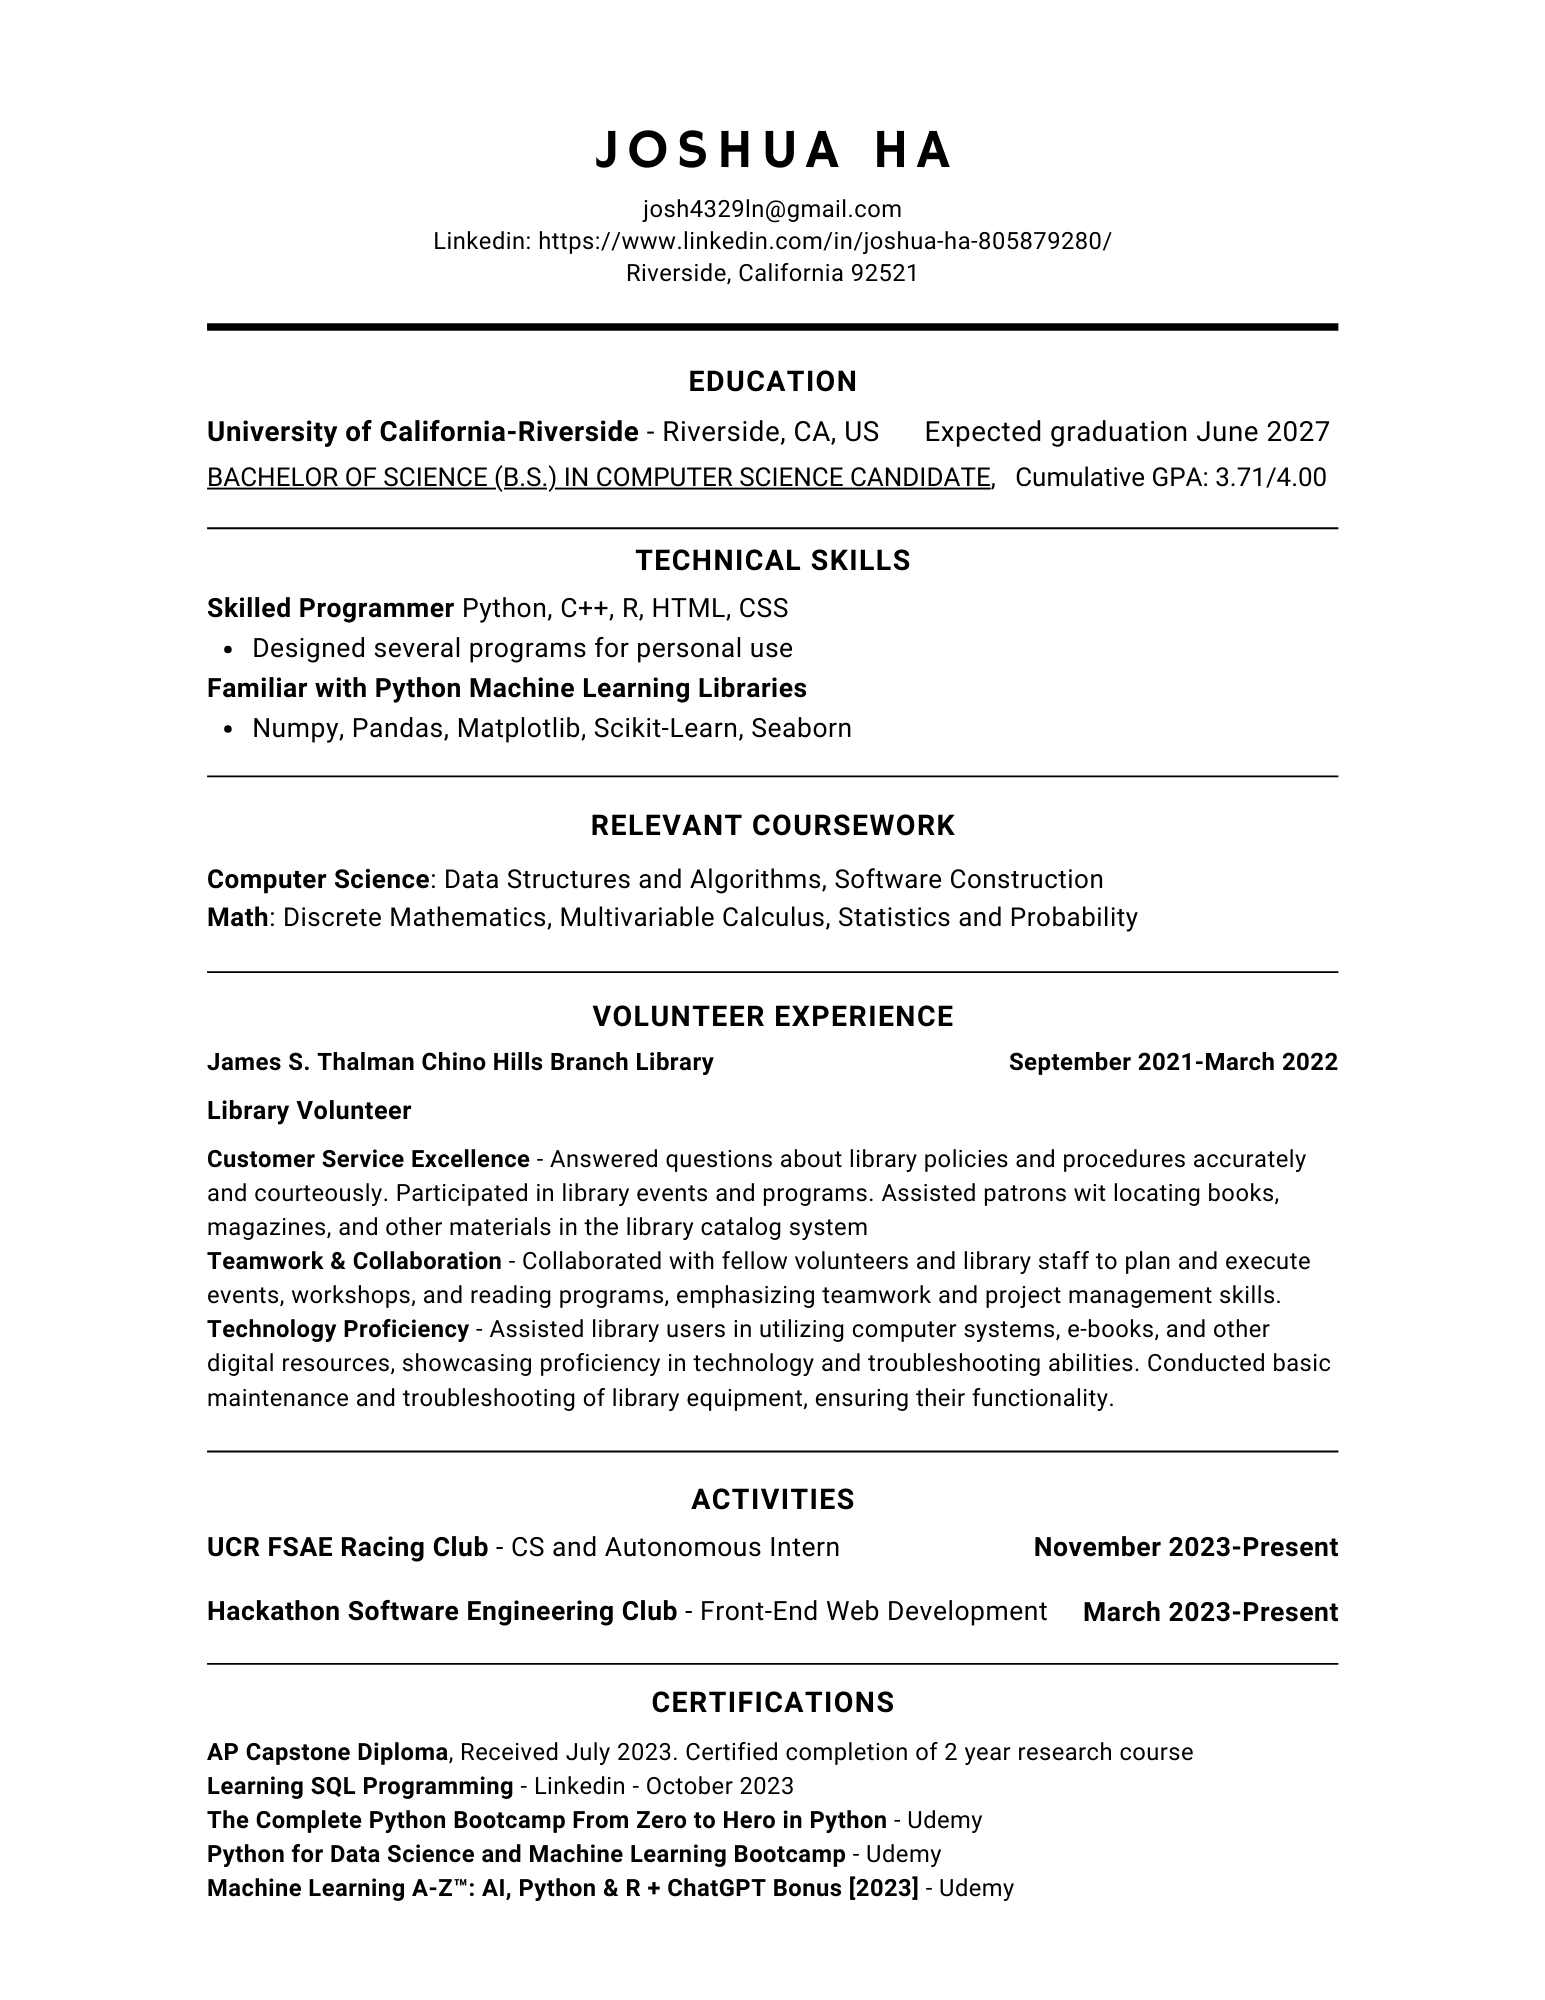 JOSHUA HA
josh4329ln@gmail.com
Linkedin: https://www.linkedin.com/in/joshua-ha-805879280/
Riverside, California 92521
EDUCATION
University of California-Riverside - Riverside, CA, US Expected graduation June 2027
BACHELOR OF SCIENCE (B.S.) IN COMPUTER SCIENCE CANDIDATE, Cumulative GPA: 3.71/4.00
TECHNICAL SKILLS
Skilled Programmer Python, C++, R, HTML, CSS
• Designed several programs for personal use
Familiar with Python Machine Learning Libraries
• Numpy, Pandas, Matplotlib, Scikit-Learn, Seaborn
RELEVANT COURSEWORK
Computer Science: Data Structures and Algorithms, Software Construction
Math: Discrete Mathematics, Multivariable Calculus, Statistics and Probability
VOLUNTEER EXPERIENCE
James S. Thalman Chino Hills Branch Library September 2021-March 2022
Library Volunteer
Customer Service Excellence - Answered questions about library policies and procedures accurately
and courteously. Participated in library events and programs. Assisted patrons wit locating books,
magazines, and other materials in the library catalog system
Teamwork & Collaboration - Collaborated with fellow volunteers and library staff to plan and execute
events, workshops, and reading programs, emphasizing teamwork and project management skills.
Technology Proficiency - Assisted library users in utilizing computer systems, e-books, and other
digital resources, showcasing proficiency in technology and troubleshooting abilities. Conducted basic
maintenance and troubleshooting of library equipment, ensuring their functionality.
ACTIVITIES
UCR FSAE Racing Club - CS and Autonomous Intern November 2023-Present
Hackathon Software Engineering Club - Front-End Web Development March 2023-Present
CERTIFICATIONS
AP Capstone Diploma, Received July 2023. Certified completion of 2 year research course
Learning SQL Programming - Linkedin - October 2023
The Complete Python Bootcamp From Zero to Hero in Python - Udemy
Python for Data Science and Machine Learning Bootcamp - Udemy
Machine Learning A-Z™: AI, Python & R + ChatGPT Bonus [2023] - Udemy